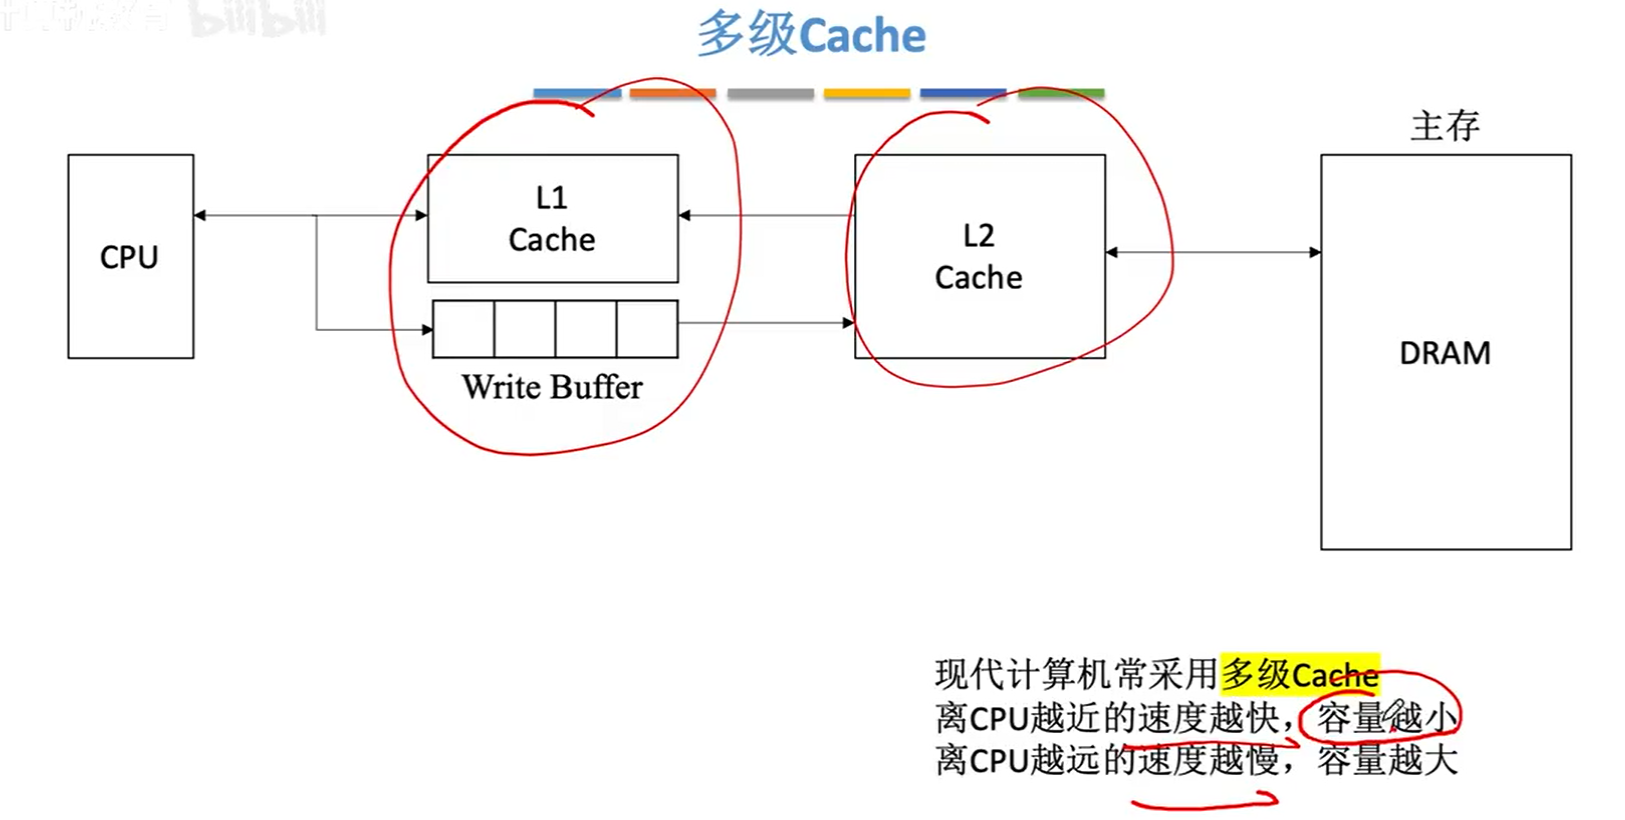 bilibili
多级Cache
主存
CPU
L1
Cache
L2
Cache
DRAM
Write Buffer
现代计算机常采用多级Cache
离CPU越近的速度越快，容量越小
离CPU越远的速度越慢，容量越大